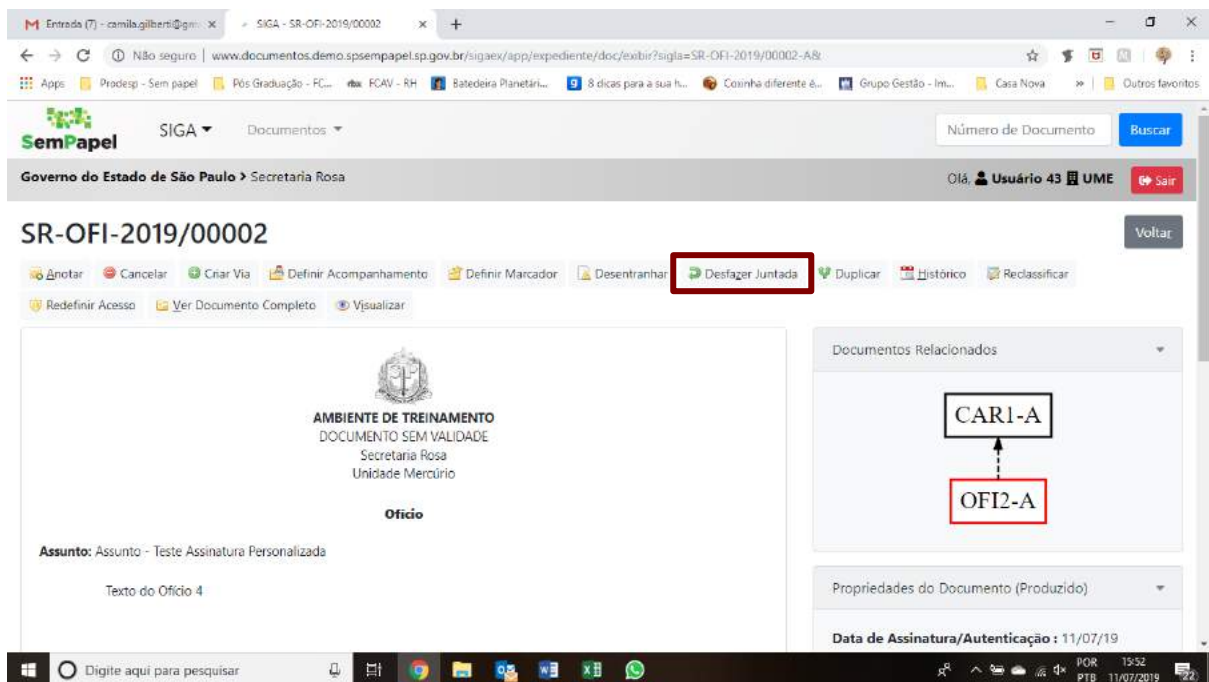 Entrada (7) - camila.gilberti@gm
SIGA - SR-OFI-2019/00002
Não seguro | www.documentos.demo.spsempapel.sp.gov.br/sigaex/app/expediente/doc/exibir?sigla=SR-OFI-2019/00002-A&
Apps Prodesp - Sem papel Pós Graduação - FC... FCAV - RH Batedeira Planetári... 8 dicas para a sua h... Coxinha diferente é... Grupo Gestão - Im... Casa Nova » Outros favoritos
SemPapel SIGA Documentos Número de Documento Buscar
Governo do Estado de São Paulo > Secretaria Rosa Olá, Usuário 43 UME Sair
SR-OFI-2019/00002 Voltar
Anotar Cancelar Criar Via Definir Acompanhamento Definir Marcador Desentranhar Desfazer Juntada Duplicar Histórico Reclassificar
Redefinir Acesso Ver Documento Completo Visualizar
AMBIENTE DE TREINAMENTO
DOCUMENTO SEM VALIDADE
Secretaria Rosa
Unidade Mercúrio
Ofício
Assunto: Assunto - Teste Assinatura Personalizada
Texto do Ofício 4
Documentos Relacionados
CAR1-A
OFI2-A
Propriedades do Documento (Produzido)
Data de Assinatura/Autenticação : 11/07/19
Digite aqui para pesquisar
POR 15:52
PTB 11/07/2019 22